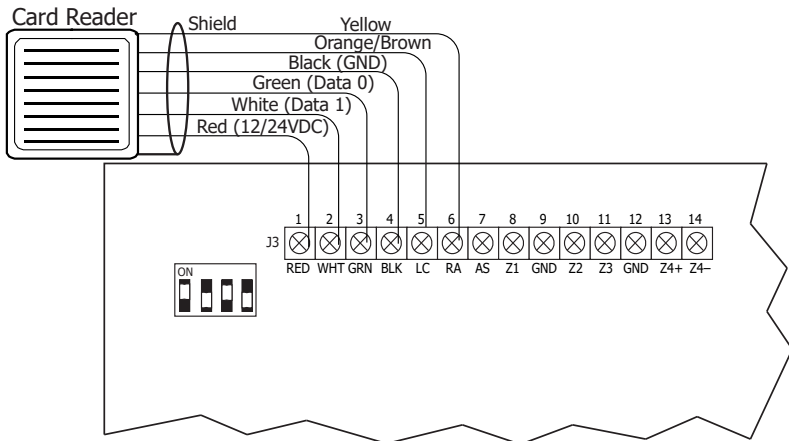 Card Reader
Shield Yellow
Orange/Brown
Black (GND)
Green (Data 0)
White (Data 1)
Red (12/24VDC)
1 2 3 4 5 6 7 8 9 10 11 12 13 14
J3
RED WHT GRN BLK LC RA AS Z1 GND Z2 Z3 GND Z4+ Z4–
ON